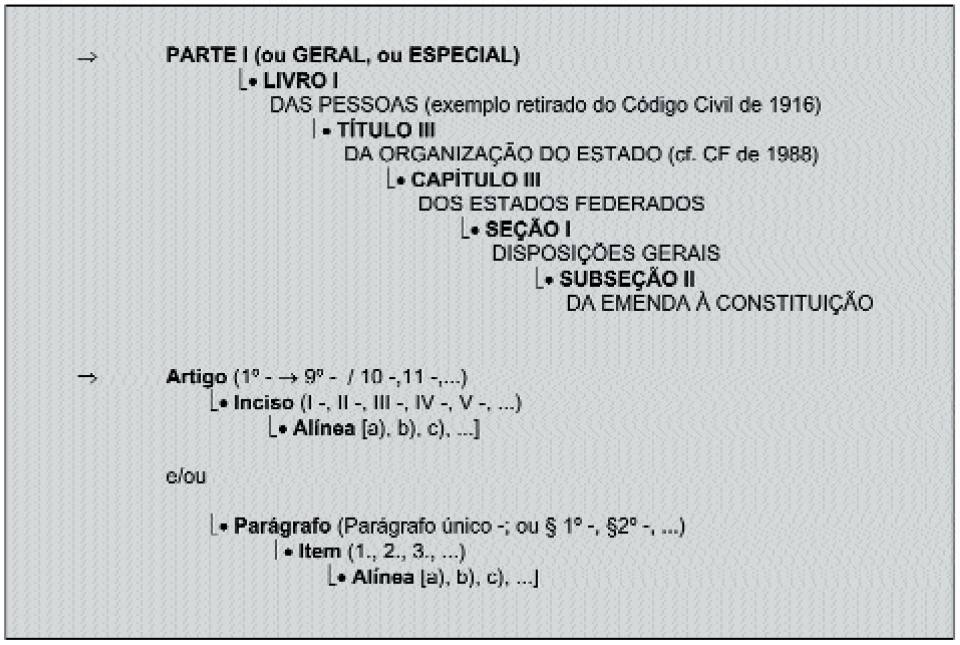 ⇒ PARTE I (ou GERAL, ou ESPECIAL)
• LIVRO I
DAS PESSOAS (exemplo retirado do Código Civil de 1916)
• TÍTULO III
DA ORGANIZAÇÃO DO ESTADO (cf. CF de 1988)
• CAPÍTULO III
DOS ESTADOS FEDERADOS
• SEÇÃO I
DISPOSIÇÕES GERAIS
• SUBSEÇÃO II
DA EMENDA À CONSTITUIÇÃO
⇒ Artigo (1º - → 9º - / 10 -,11 -,...)
• Inciso (I -, II -, III -, IV -, V -, ...)
• Alínea [a), b), c), ...]
e/ou
• Parágrafo (Parágrafo único -; ou § 1º -, §2º -, ...)
• Item (1., 2., 3., ...)
• Alínea [a), b), c), ...]